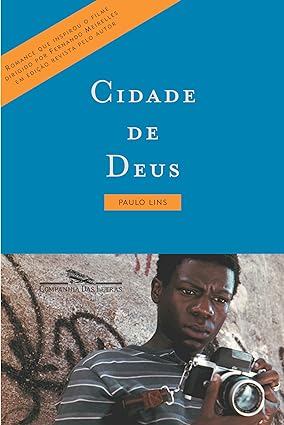 Romance que inspirou o filme
dirigido por Fernando Meirelles
em edição revista pelo autor
Cidade
de
Deus
PAULO LINS
Companhia Das Letras